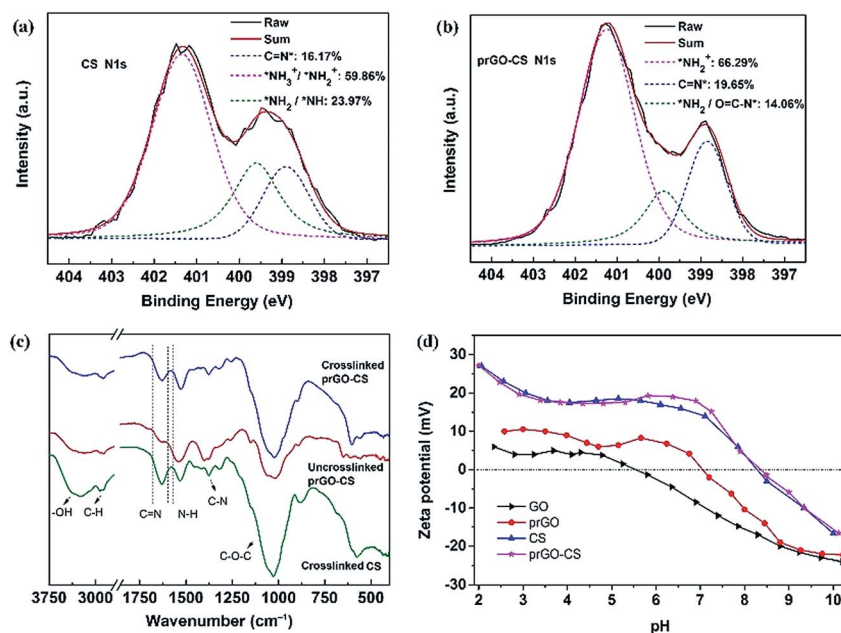 (a)
Raw
Sum
CS N1s
C=N*: 16.17%
*NH₃⁺/ *NH₂⁺: 59.86%
*NH₂ / *NH: 23.97%
Intensity (a.u.)
404 403 402 401 400 399 398 397
Binding Energy (eV)
(b)
Raw
Sum
prGO-CS N1s
*NH₂⁺: 66.29%
C=N*: 19.65%
*NH₂ / O=C-N*: 14.06%
Intensity (a.u.)
404 403 402 401 400 399 398 397
Binding Energy (eV)
(c)
Crosslinked
prGO-CS
Uncrosslinked
prGO-CS
-OH
C-H
C=N
N-H
C-N
C-O-C
Crosslinked CS
3750 3000 1750 1500 1250 1000 750 500
Wavenumber (cm⁻¹)
(d)
Zeta potential (mV)
30
20
10
0
-10
-20
-30
GO
prGO
CS
prGO-CS
2 3 4 5 6 7 8 9 10
pH